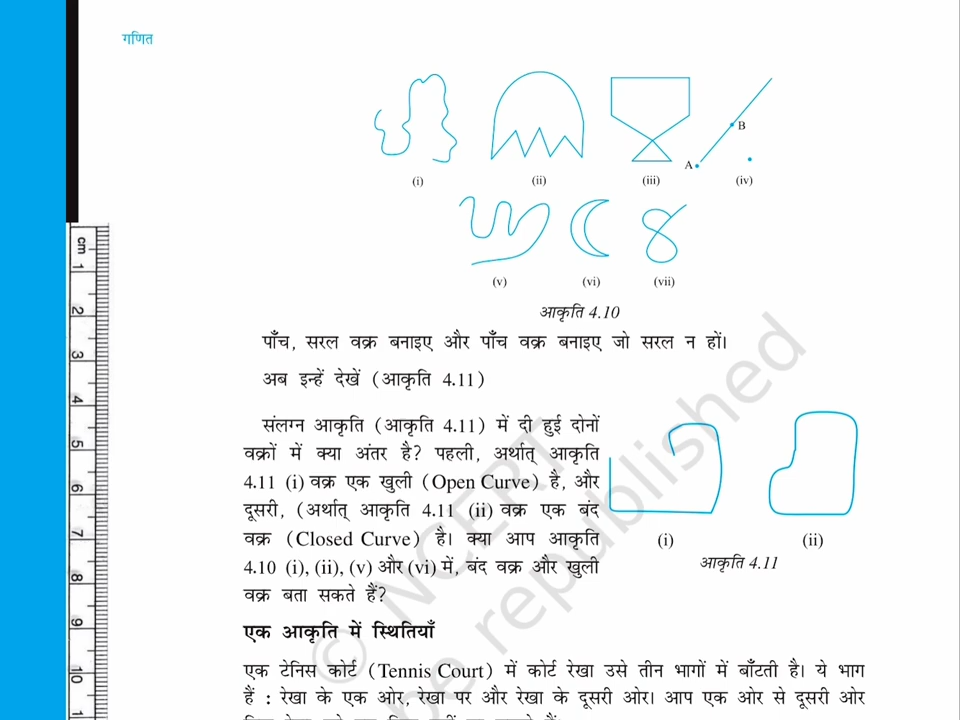 गणित
B
A
(i) (ii) (iii) (iv)
(v) (vi) (vii)
आकृति 4.10
पाँच, सरल वक्र बनाइए और पाँच वक्र बनाइए जो सरल न हों।
अब इन्हें देखें (आकृति 4.11)
संलग्न आकृति (आकृति 4.11) में दी हुई दोनों
वक्रों में क्या अंतर है? पहली, अर्थात् आकृति
4.11 (i) वक्र एक खुली (Open Curve) है, और
दूसरी, (अर्थात् आकृति 4.11 (ii) वक्र एक बंद
वक्र (Closed Curve) है। क्या आप आकृति
4.10 (i), (ii), (v) और (vi) में, बंद वक्र और खुली
वक्र बता सकते हैं?
(i) (ii)
आकृति 4.11
एक आकृति में स्थितियाँ
एक टेनिस कोर्ट (Tennis Court) में कोर्ट रेखा उसे तीन भागों में बाँटती है। ये भाग
हैं : रेखा के एक ओर, रेखा पर और रेखा के दूसरी ओर। आप एक ओर से दूसरी ओर
cm 1
2
3
4
5
6
7
8
9
10
© NCERT
be republished